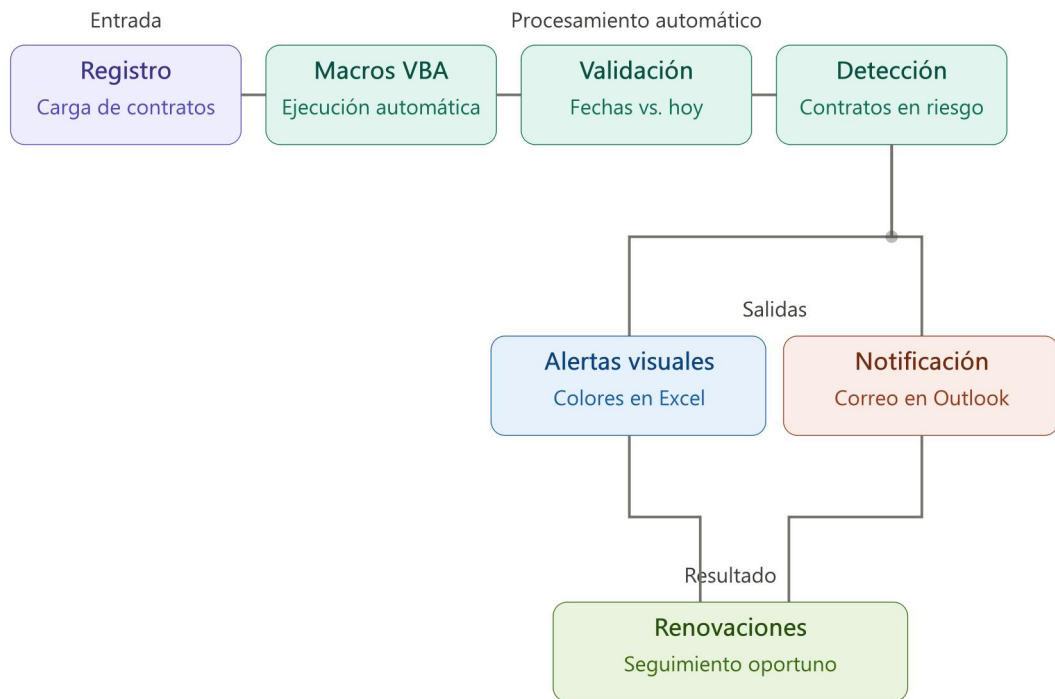 Entrada
Procesamiento automático
Registro
Carga de contratos
Macros VBA
Ejecución automática
Validación
Fechas vs. hoy
Detección
Contratos en riesgo
Salidas
Alertas visuales
Colores en Excel
Notificación
Correo en Outlook
Resultado
Renovaciones
Seguimiento oportuno